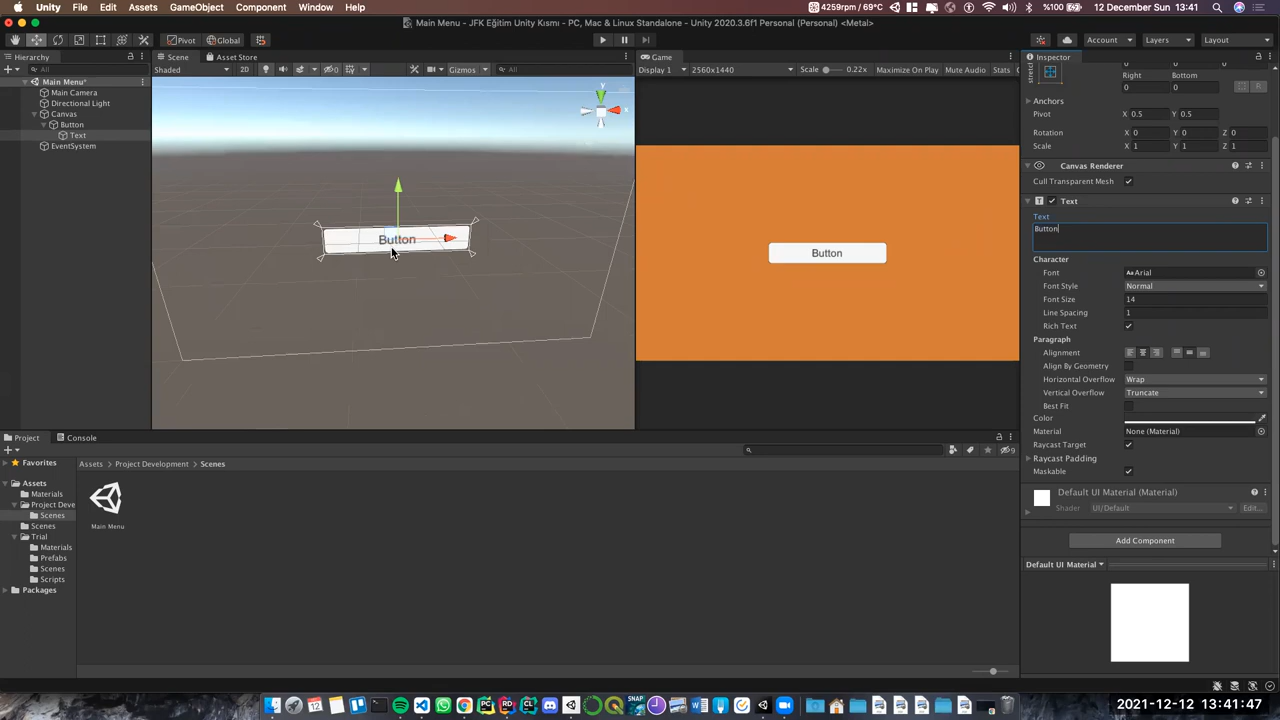 Unity File Edit Assets GameObject Component Window Help 4259rpm / 69°C %100 12 December Sun 13:41
Main Menu - JFK Eğitim Unity Kısmı - PC, Mac & Linux Standalone - Unity 2020.3.6f1 Personal (Personal) <Metal>
Pivot Global Account Layers Layout
Hierarchy Scene Asset Store Game Inspector
All Shaded 2D 0 Gizmos All Display 1 2560x1440 Scale 0.22x Maximize On Play Mute Audio Stats
stretch
Right Bottom
0 0 R
Main Menu*
Main Camera
Directional Light
Canvas
Button
Text
EventSystem
Y
x
Button
Button
Anchors
Pivot X 0.5 Y 0.5
Rotation X 0 Y 0 Z 0
Scale X 1 Y 1 Z 1
Canvas Renderer
Cull Transparent Mesh
T Text
Text
Button
Character
Font Aa Arial
Font Style Normal
Font Size 14
Line Spacing 1
Rich Text
Paragraph
Alignment
Align By Geometry
Horizontal Overflow Wrap
Vertical Overflow Truncate
Best Fit
Color
Material None (Material)
Raycast Target
Raycast Padding
Maskable
Default UI Material (Material)
Shader UI/Default Edit...
Add Component
Default UI Material
Project Console
9
Favorites
Assets
Materials
Project Deve
Scenes
Scenes
Trial
Materials
Prefabs
Scenes
Scripts
Packages
Assets Project Development Scenes
Main Menu
12 PC RD CL SNAP
2021-12-12 13:41:47